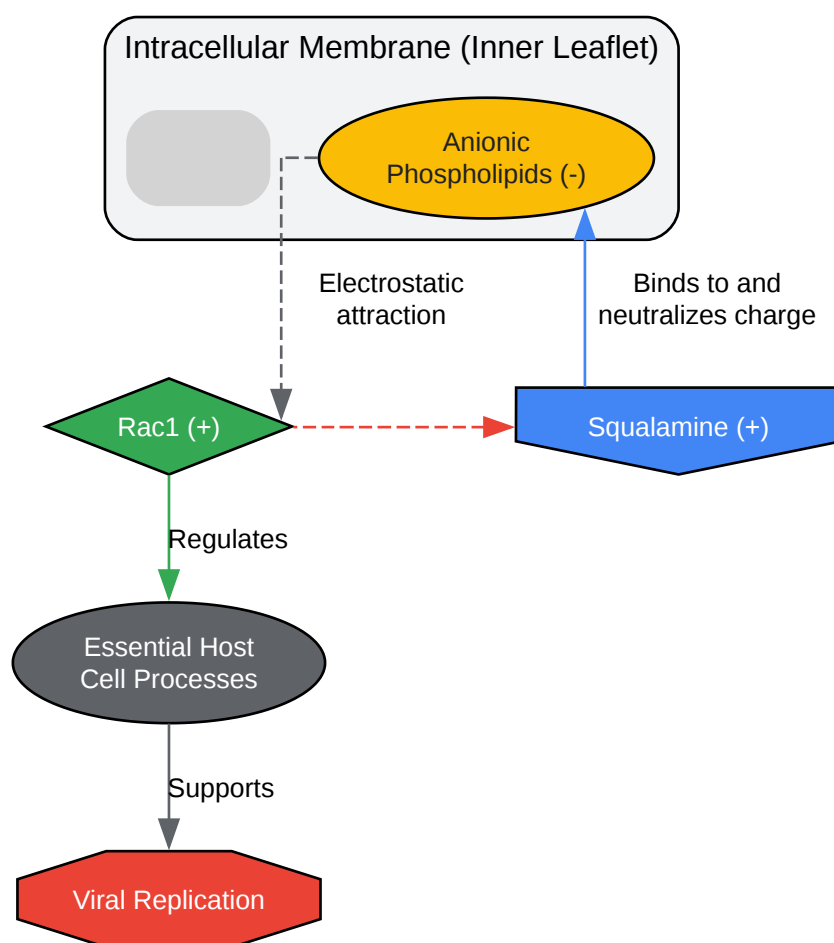 Intracellular Membrane (Inner Leaflet)
Anionic
Phospholipids (-)
Electrostatic
attraction
Binds to and
neutralizes charge
Rac1 (+)
Squalamine (+)
Regulates
Essential Host
Cell Processes
Supports
Viral Replication